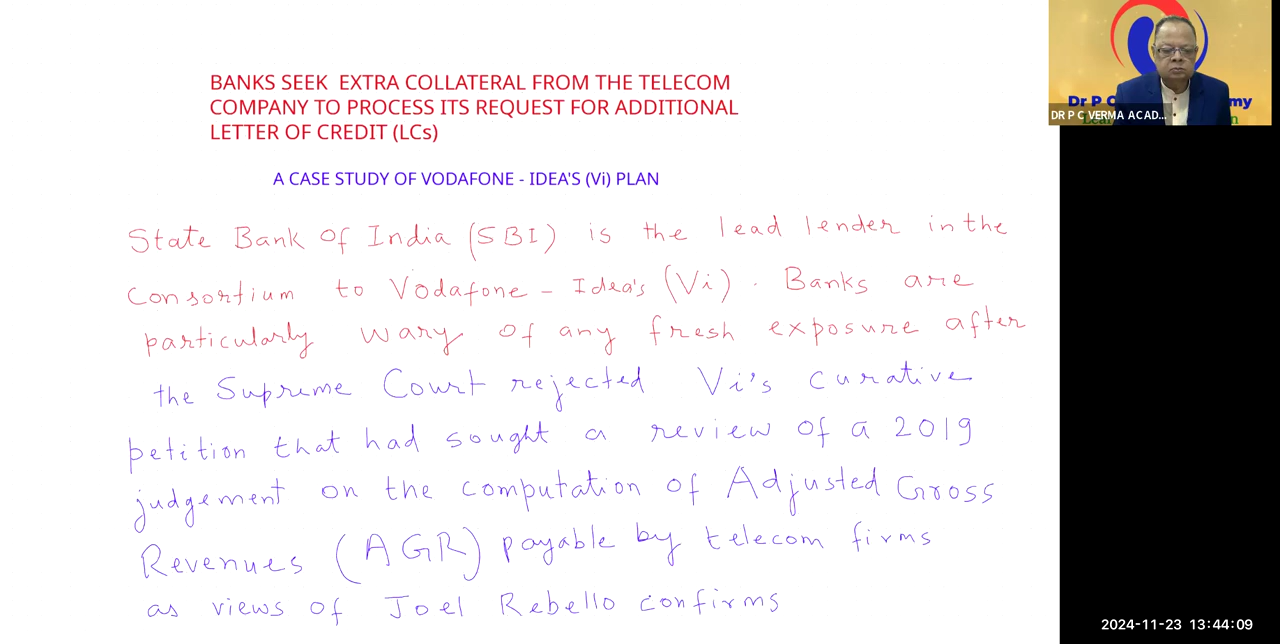 BANKS SEEK EXTRA COLLATERAL FROM THE TELECOM
COMPANY TO PROCESS ITS REQUEST FOR ADDITIONAL
LETTER OF CREDIT (LCs)
A CASE STUDY OF VODAFONE - IDEA'S (Vi) PLAN
State Bank of India (SBI) is the lead lender in the
Consortium to Vodafone - Idea's (Vi). Banks are
particularly wary of any fresh exposure after
the Supreme Court rejected Vi's curative
petition that had sought a review of a 2019
judgement on the computation of Adjusted Gross
Revenues (AGR) payable by telecom firms
as views of Joel Rebello confirms
Dr P
my
DR P C VERMA ACAD...
2024-11-23 13:44:09